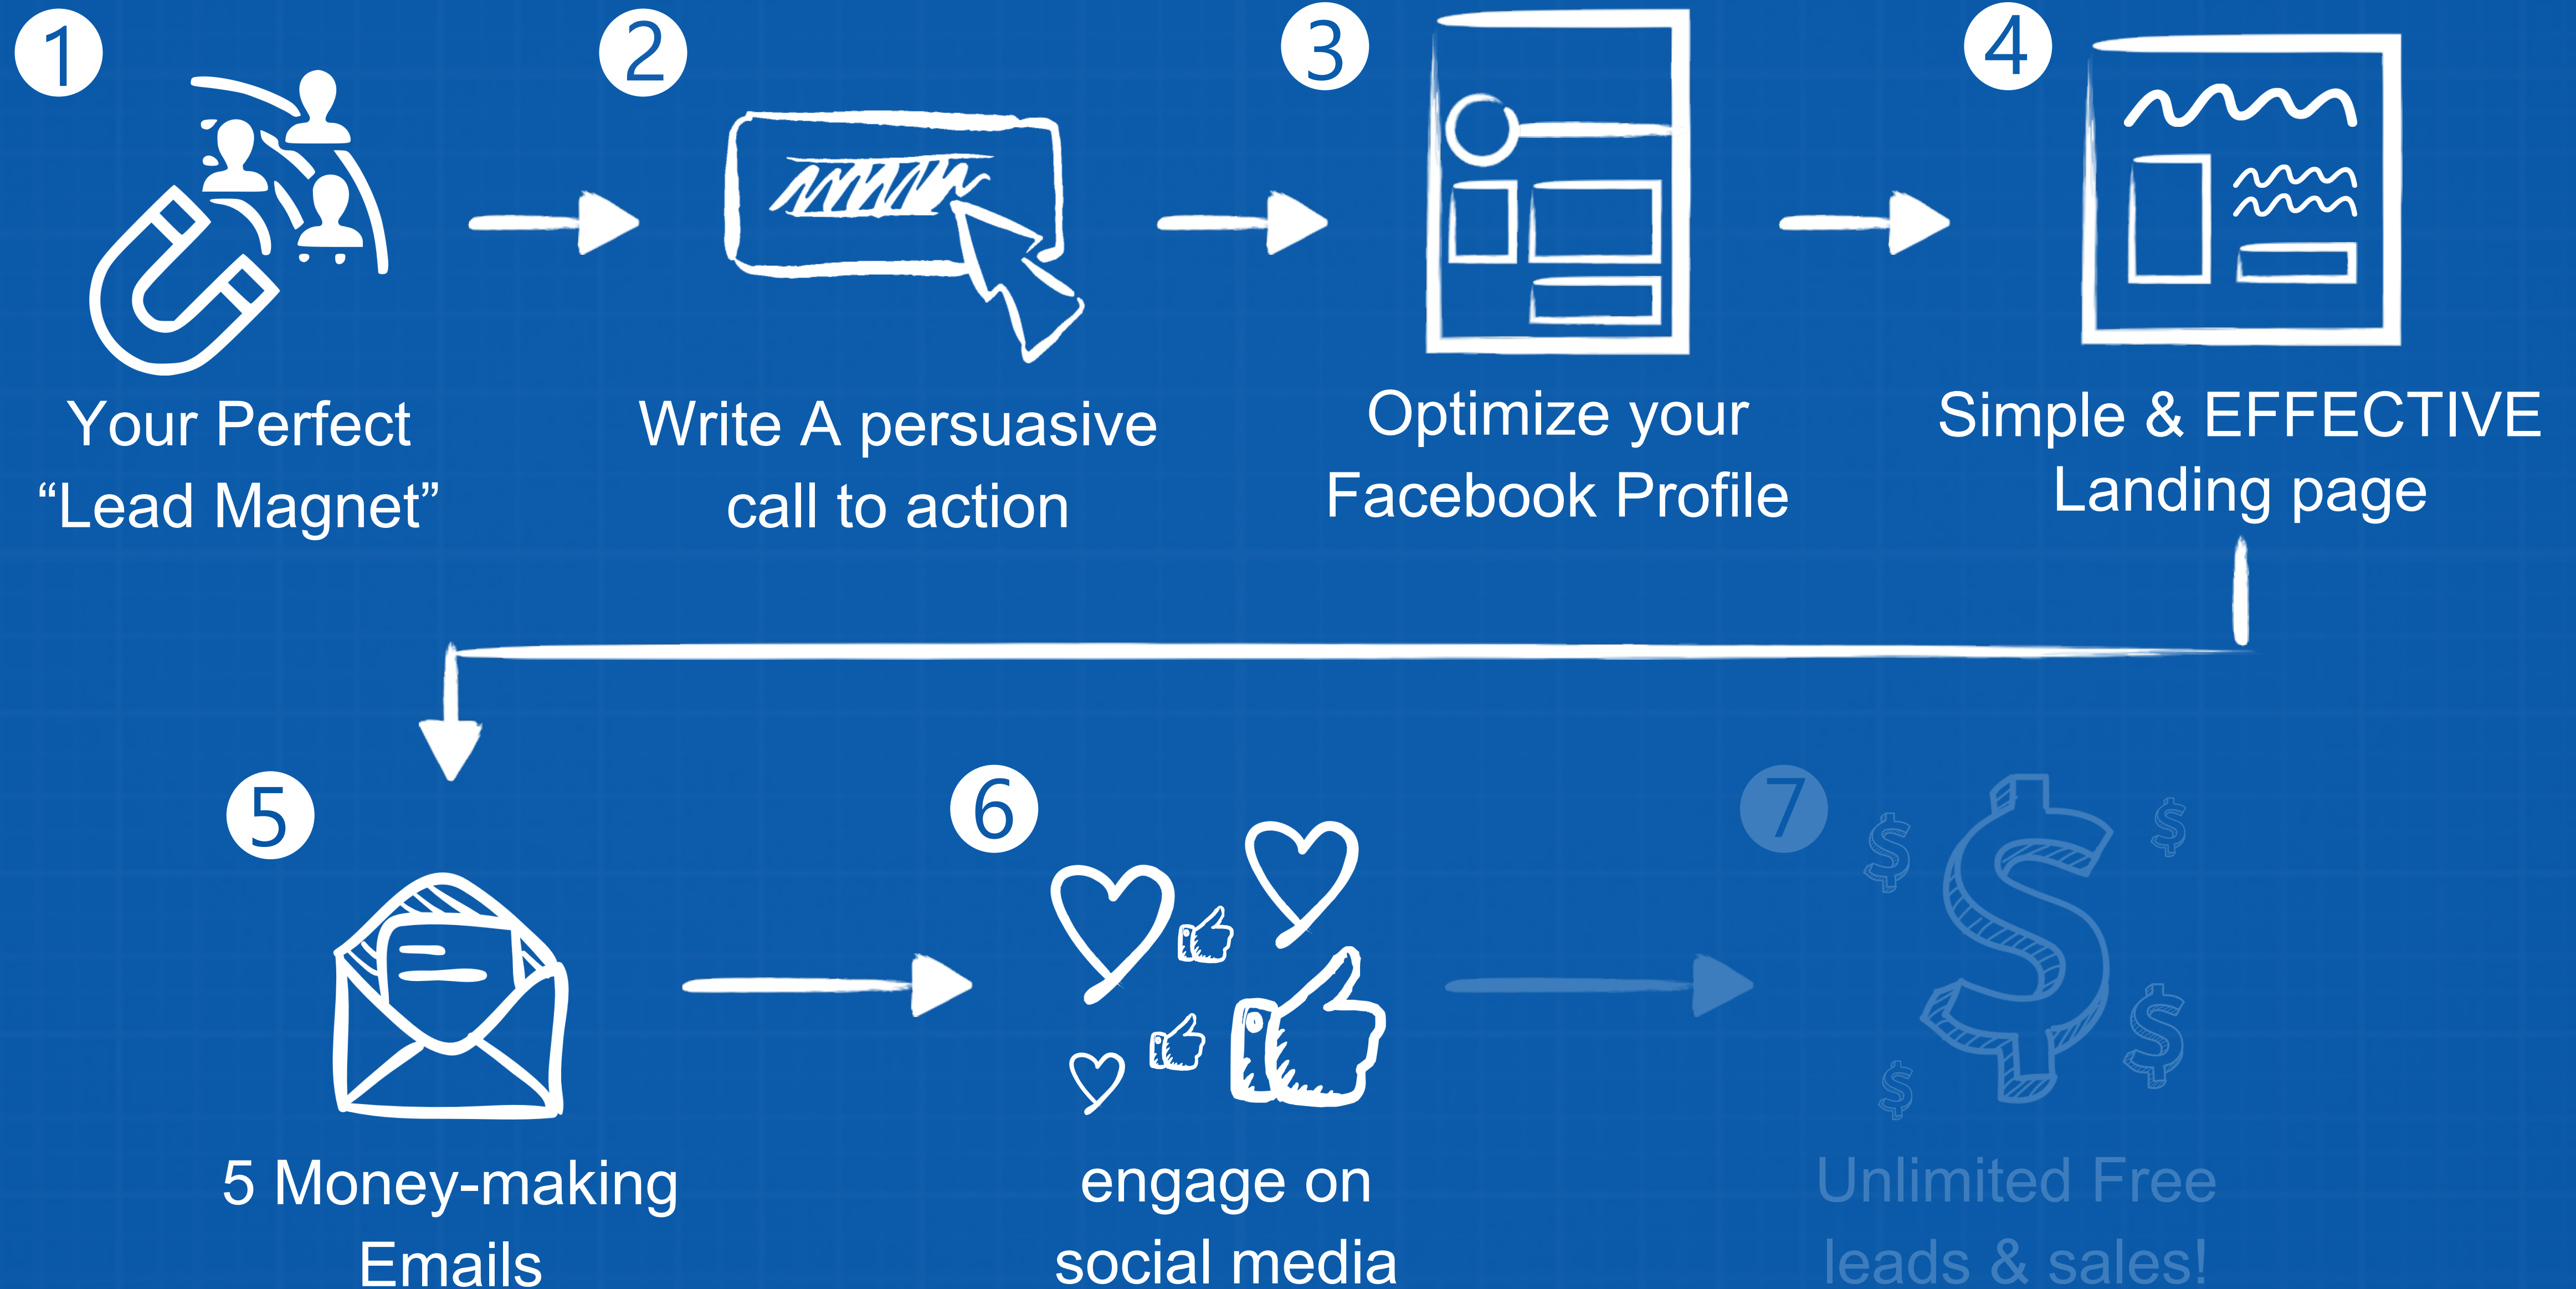 1
Your Perfect
“Lead Magnet”
2
Write A persuasive
call to action
3
Optimize your
Facebook Profile
4
Simple & EFFECTIVE
Landing page
5
5 Money-making
Emails
6
engage on
social media
7
Unlimited Free
leads & sales!